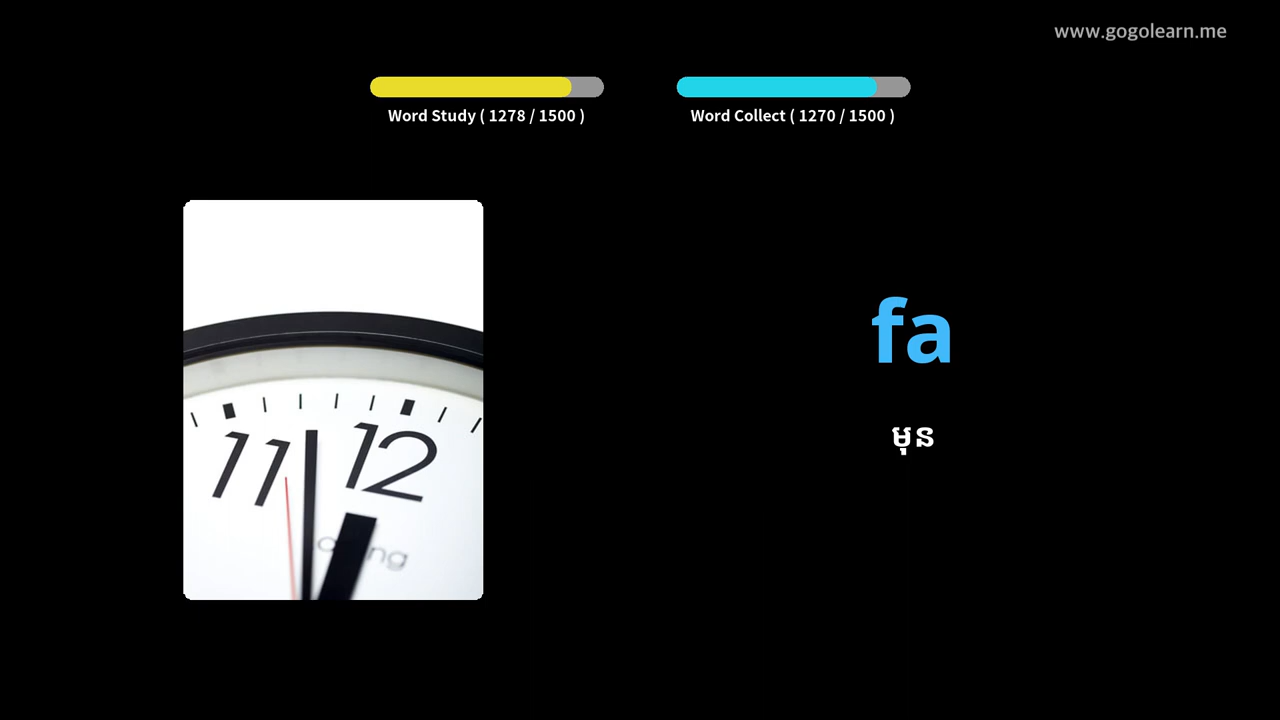 www.gogolearn.me
Word Study ( 1278 / 1500 )
Word Collect ( 1270 / 1500 )
fa
មុន
11 12